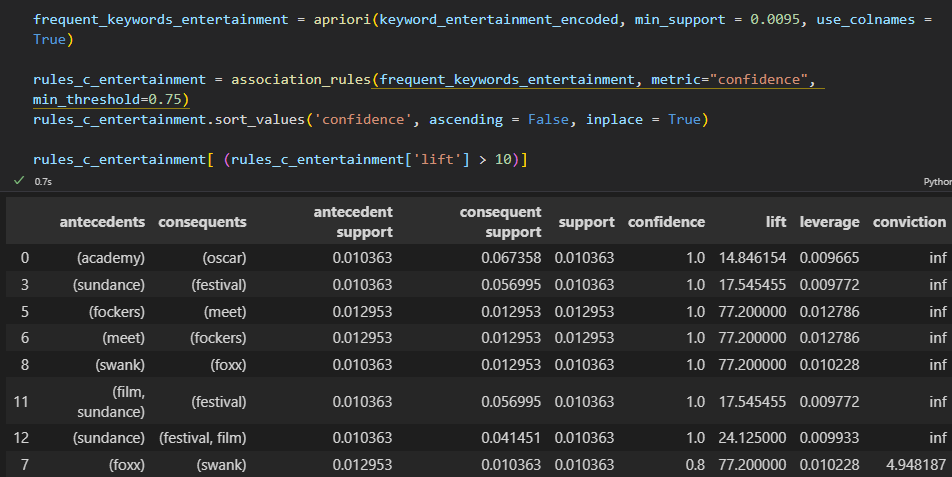 frequent_keywords_entertainment = apriori(keyword_entertainment_encoded, min_support = 0.0095, use_colnames =
True)
rules_c_entertainment = association_rules(frequent_keywords_entertainment, metric="confidence",
min_threshold=0.75)
rules_c_entertainment.sort_values('confidence', ascending = False, inplace = True)
rules_c_entertainment[ (rules_c_entertainment['lift'] > 10)]
✓ 0.7s Python
antecedents consequents antecedent support consequent support support confidence lift leverage conviction
0 (academy) (oscar) 0.010363 0.067358 0.010363 1.0 14.846154 0.009665 inf
3 (sundance) (festival) 0.010363 0.056995 0.010363 1.0 17.545455 0.009772 inf
5 (fockers) (meet) 0.012953 0.012953 0.012953 1.0 77.200000 0.012786 inf
6 (meet) (fockers) 0.012953 0.012953 0.012953 1.0 77.200000 0.012786 inf
8 (swank) (foxx) 0.010363 0.012953 0.010363 1.0 77.200000 0.010228 inf
11 (film, sundance) (festival) 0.010363 0.056995 0.010363 1.0 17.545455 0.009772 inf
12 (sundance) (festival, film) 0.010363 0.041451 0.010363 1.0 24.125000 0.009933 inf
7 (foxx) (swank) 0.012953 0.010363 0.010363 0.8 77.200000 0.010228 4.948187